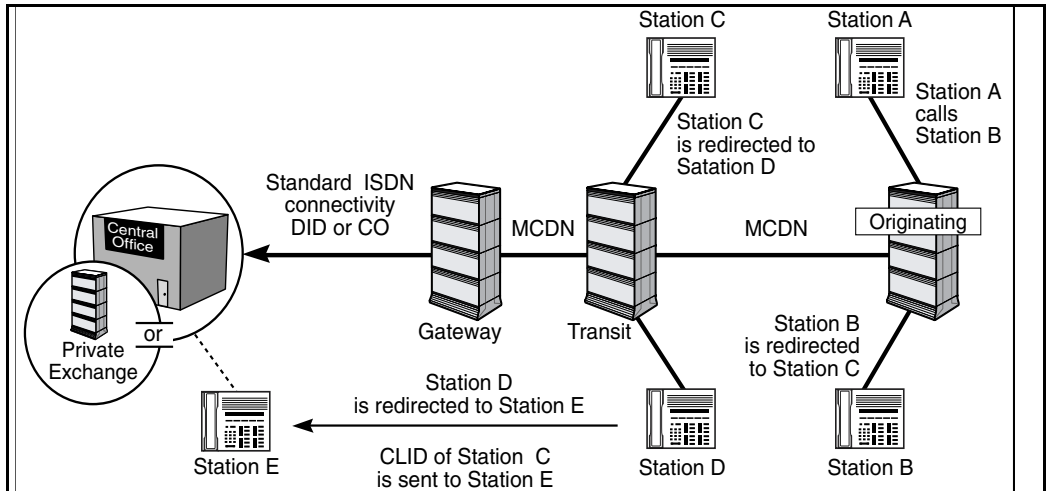 Station C
Station A
Station A
calls
Station B
Station C
is redirected to
Satation D
Standard ISDN
connectivity
DID or CO
MCDN
MCDN
Originating
Central
Office
Gateway
Transit
or
Private
Exchange
Station B
is redirected
to Station C
Station D
is redirected to Station E
CLID of Station C
is sent to Station E
Station E
Station D
Station B